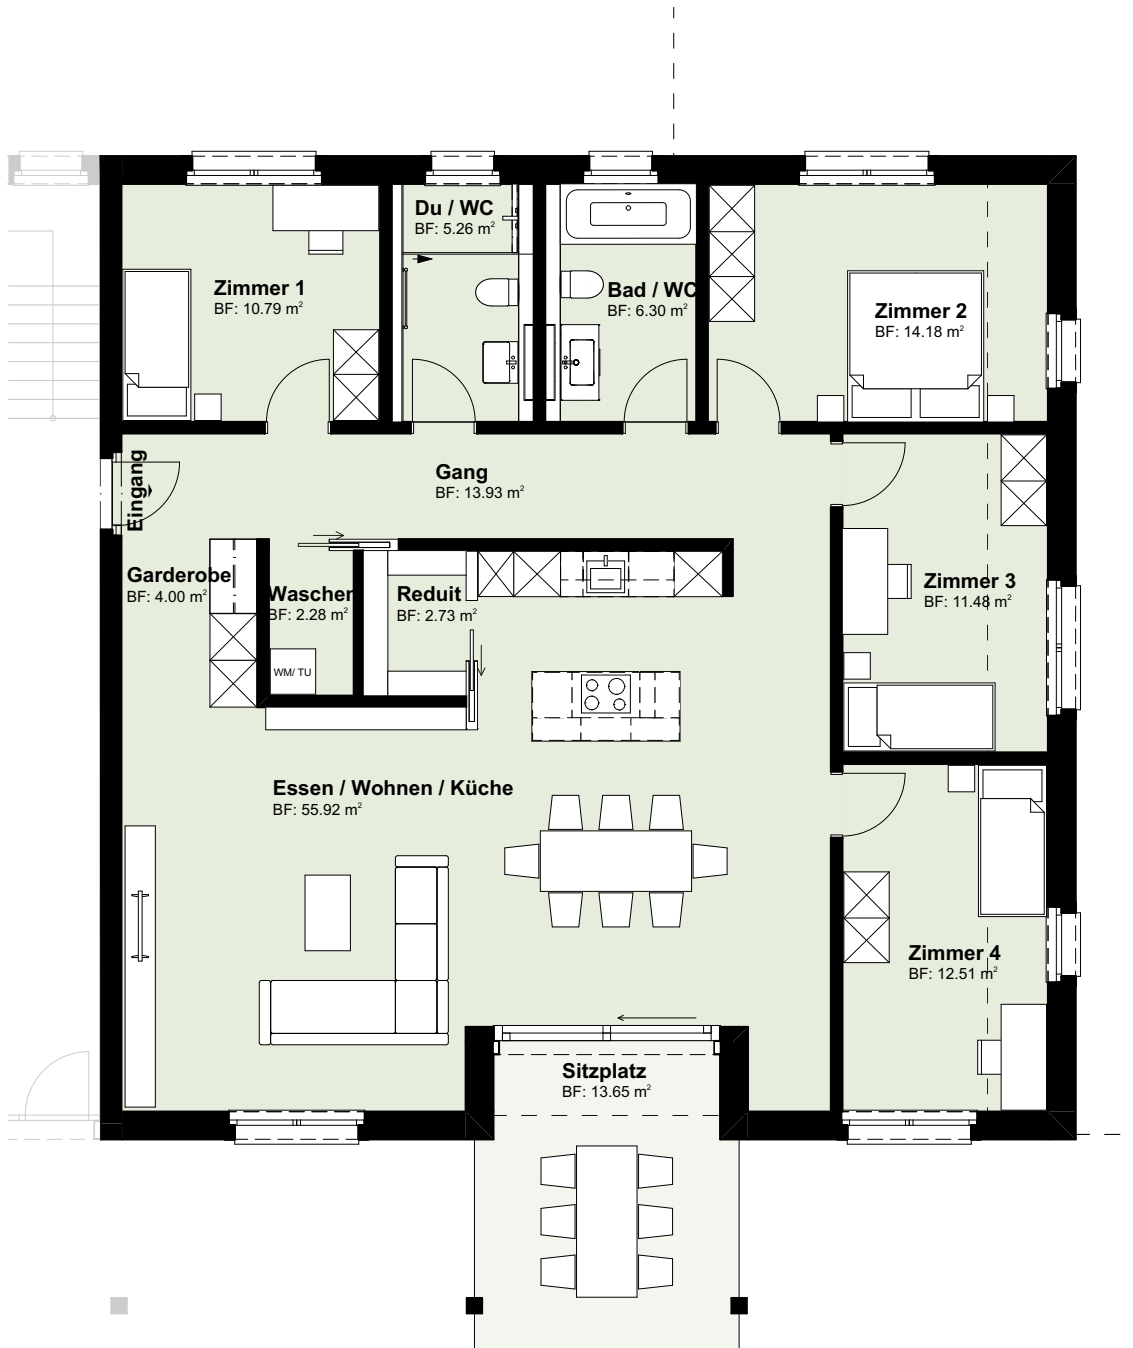 Du / WC
BF: 5.26 m²
Zimmer 1
BF: 10.79 m²
Bad / WC
BF: 6.30 m²
Zimmer 2
BF: 14.18 m²
Eingang
Gang
BF: 13.93 m²
Garderobe
BF: 4.00 m²
Wascher
BF: 2.28 m²
Reduit
BF: 2.73 m²
Zimmer 3
BF: 11.48 m²
WM/ TU
Essen / Wohnen / Küche
BF: 55.92 m²
Zimmer 4
BF: 12.51 m²
Sitzplatz
BF: 13.65 m²